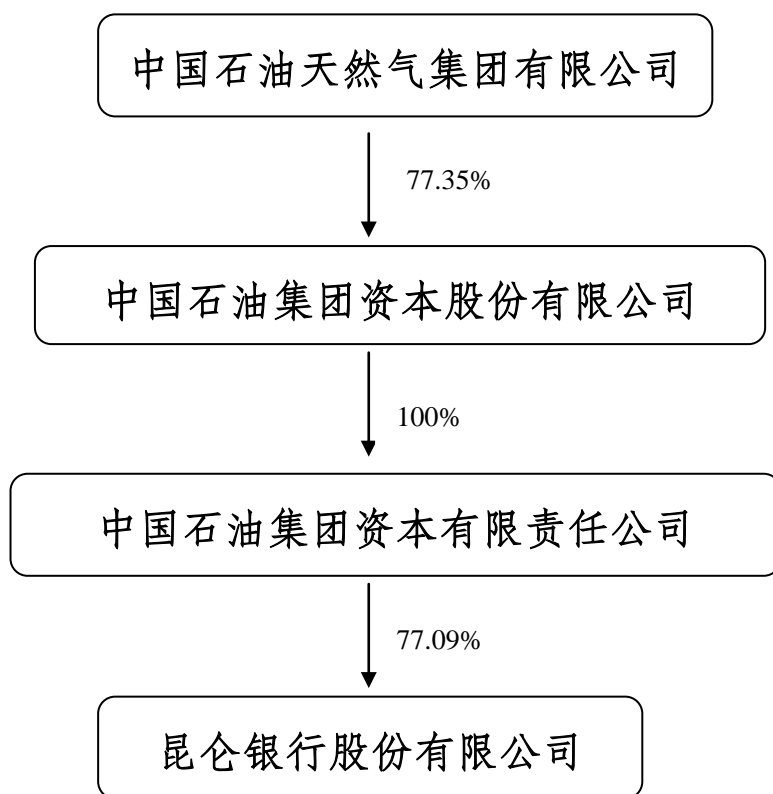 中国石油天然气集团有限公司
77.35%
中国石油集团资本股份有限公司
100%
中国石油集团资本有限责任公司
77.09%
昆仑银行股份有限公司